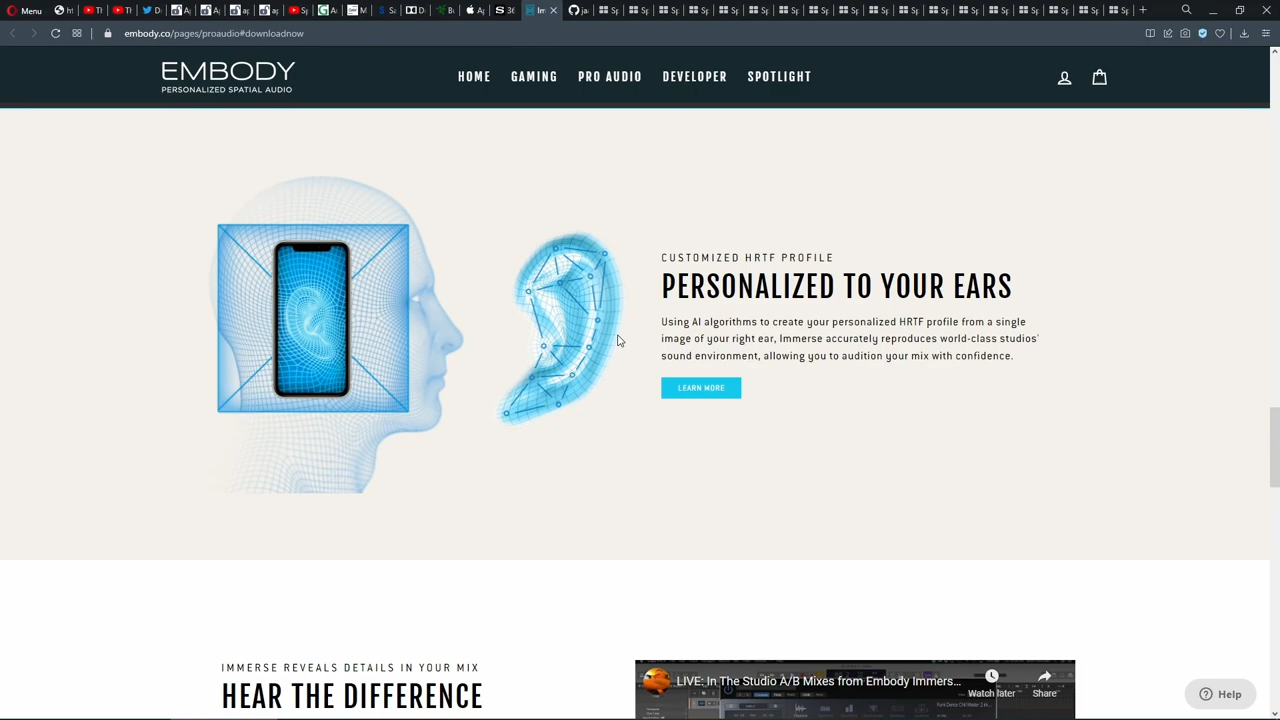 Menu
embody.co/pages/proaudio#downloadnow
EMBODY
PERSONALIZED SPATIAL AUDIO
HOME
GAMING
PRO AUDIO
DEVELOPER
SPOTLIGHT
CUSTOMIZED HRTF PROFILE
PERSONALIZED TO YOUR EARS
Using AI algorithms to create your personalized HRTF profile from a single
image of your right ear, Immerse accurately reproduces world-class studios'
sound environment, allowing you to audition your mix with confidence.
LEARN MORE
IMMERSE REVEALS DETAILS IN YOUR MIX
HEAR THE DIFFERENCE
LIVE: In The Studio A/B Mixes from Embody Immers...
Watch later
Share
Help